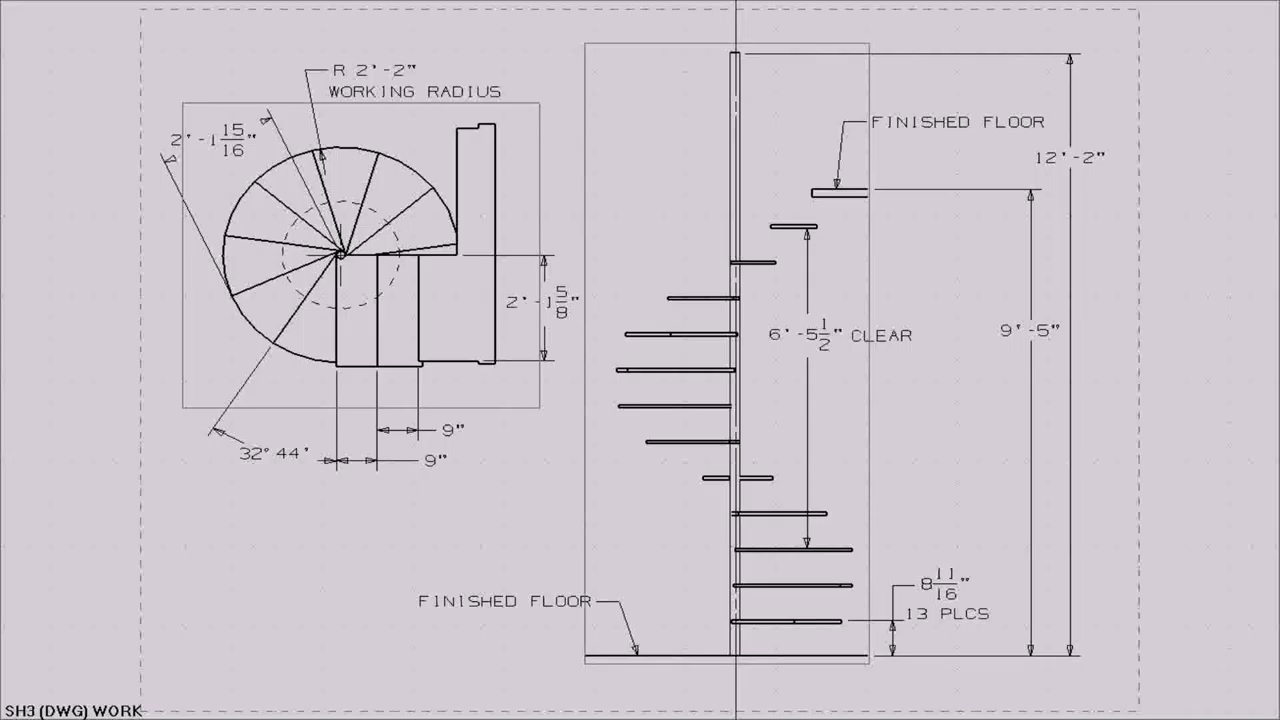 R 2'-2"
WORKING RADIUS
2'-1 15/16"
2'-1 5/8"
9"
32° 44'
9"
FINISHED FLOOR
12'-2"
6'-5 1/2" CLEAR
9'-5"
FINISHED FLOOR
8 11/16"
13 PLCS
SH3 (DWG) WORK